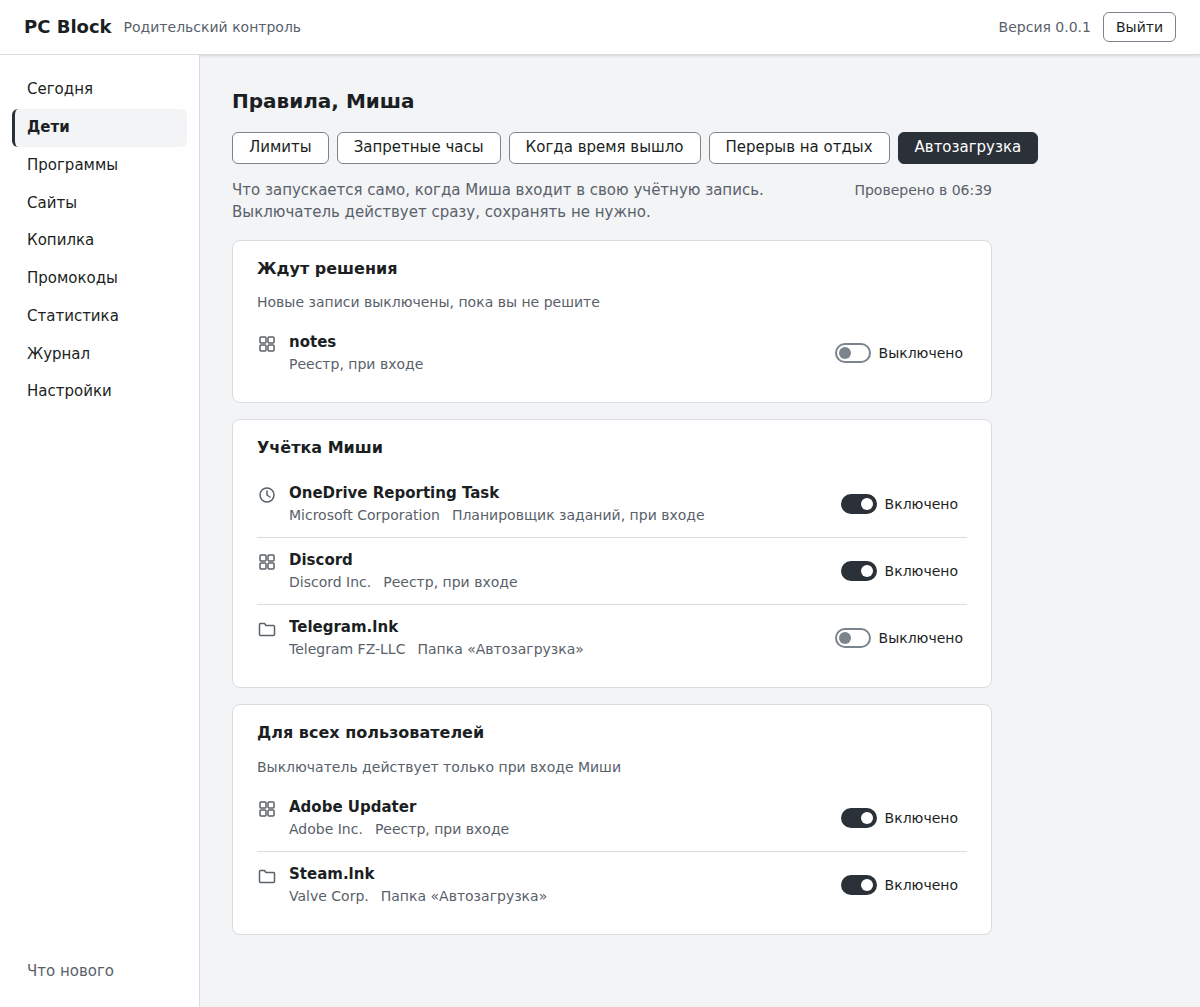 PC Block Родительский контроль Версия 0.0.1 Выйти
Сегодня
Дети
Программы
Сайты
Копилка
Промокоды
Статистика
Журнал
Настройки
Что нового
Правила, Миша
Лимиты Запретные часы Когда время вышло Перерыв на отдых Автозагрузка
Что запускается само, когда Миша входит в свою учётную запись. Проверено в 06:39
Выключатель действует сразу, сохранять не нужно.
Ждут решения
Новые записи выключены, пока вы не решите
notes
Реестр, при входе
Выключено
Учётка Миши
OneDrive Reporting Task
Microsoft Corporation Планировщик заданий, при входе
Включено
Discord
Discord Inc. Реестр, при входе
Включено
Telegram.lnk
Telegram FZ-LLC Папка «Автозагрузка»
Выключено
Для всех пользователей
Выключатель действует только при входе Миши
Adobe Updater
Adobe Inc. Реестр, при входе
Включено
Steam.lnk
Valve Corp. Папка «Автозагрузка»
Включено